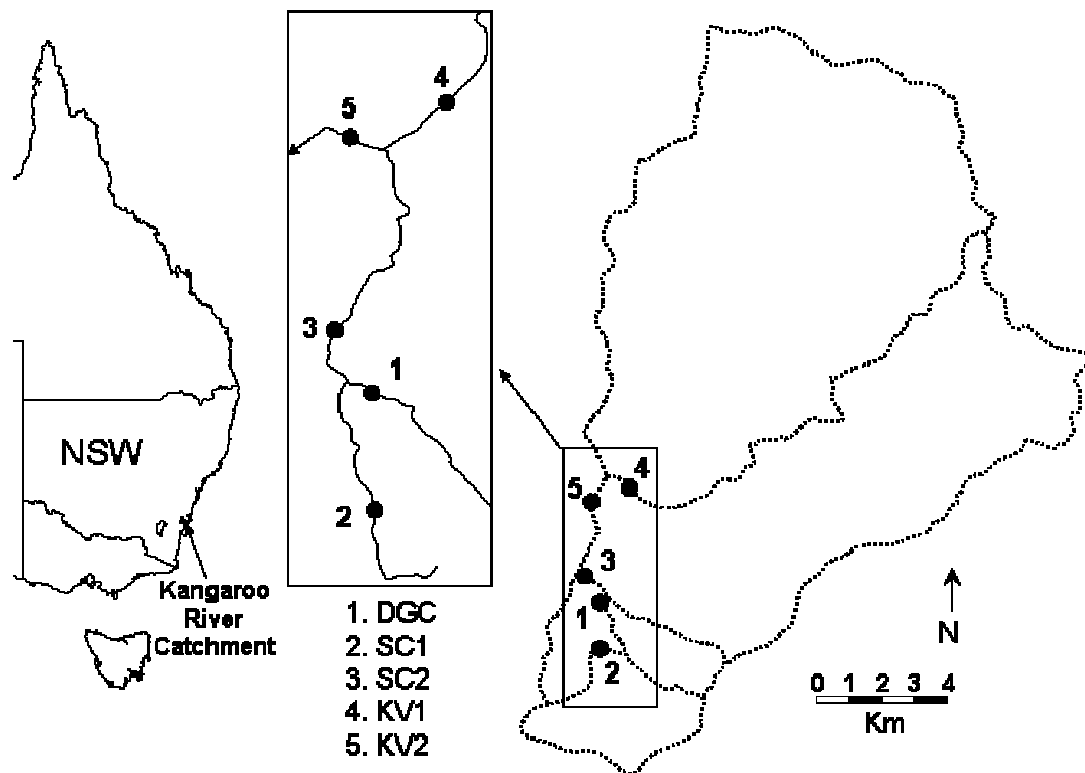 NSW
Kangaroo
River
Catchment
4
5
3
1
2
1. DGC
2. SC1
3. SC2
4. KV1
5. KV2
4
5
3
1
2
N
0 1 2 3 4
Km